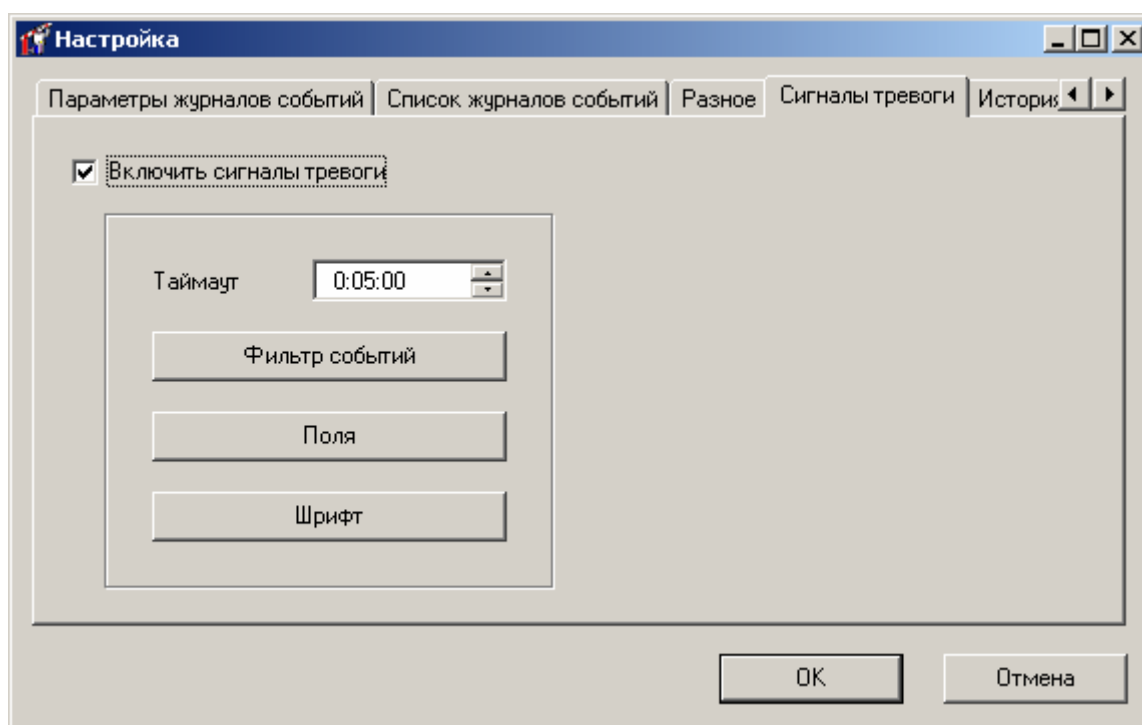 Настройка
Параметры журналов событий Список журналов событий Разное Сигналы тревоги
Включить сигналы тревоги
Таймаут 0:05:00
Фильтр событий
Поля
Шрифт
OK Отмена